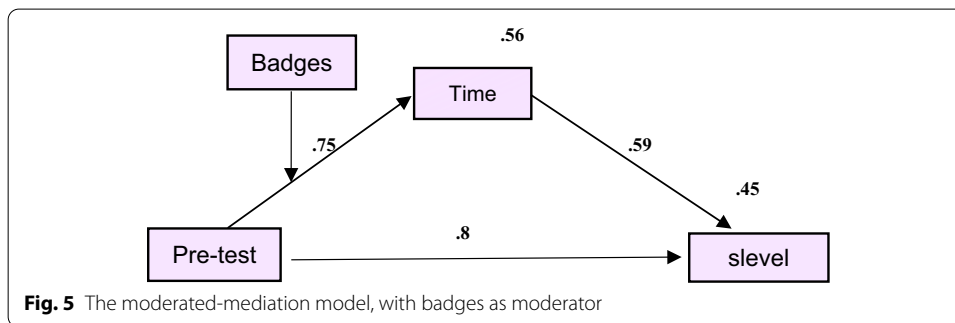 .56
Badges
Time
.75
.59
.45
.8
Pre-test
slevel
Fig. 5 The moderated-mediation model, with badges as moderator